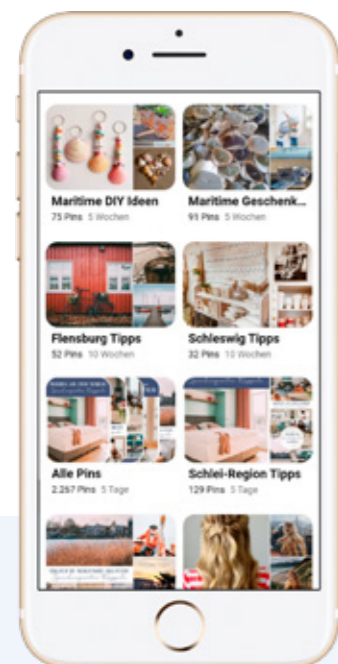 Maritime DIY Ideen
75 Pins 5 Wochen
Maritime Geschenk...
91 Pins 5 Wochen
Flensburg Tipps
52 Pins 10 Wochen
Schleswig Tipps
32 Pins 10 Wochen
Alle Pins
2.267 Pins 5 Tage
Schlei-Region Tipps
129 Pins 5 Tage